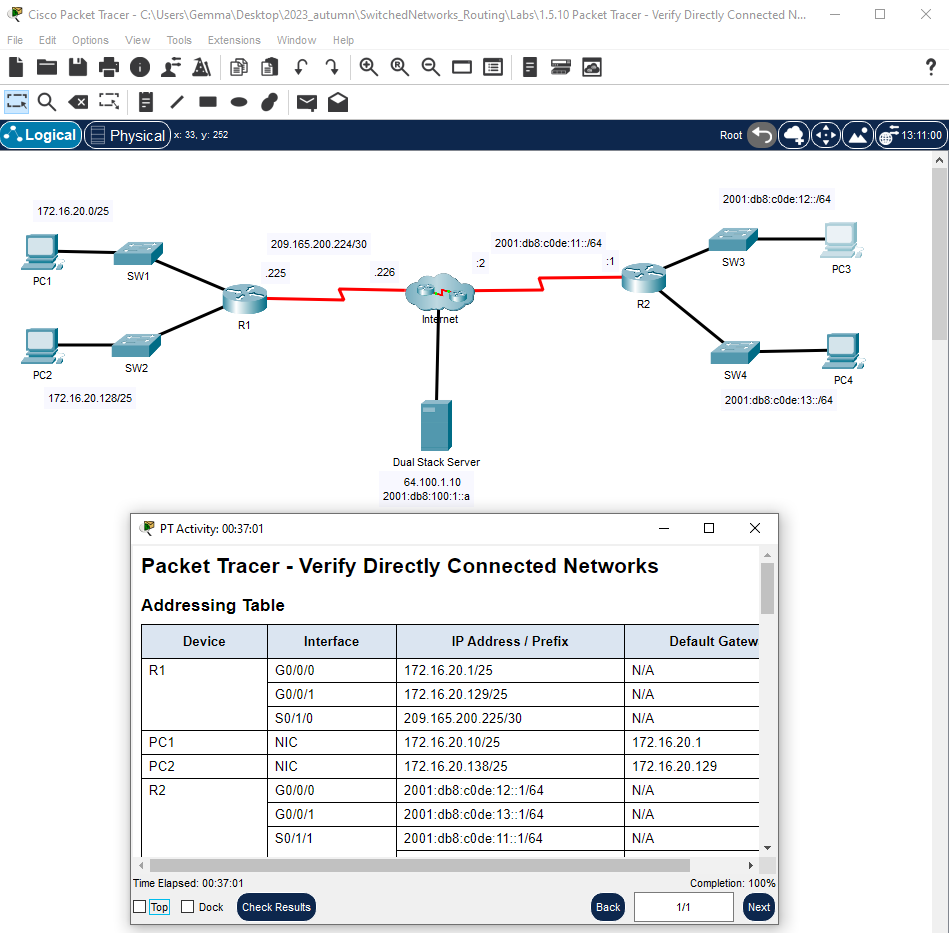 Cisco Packet Tracer - C:\Users\Gemma\Desktop\2023_autumn\SwitchedNetworks_Routing\Labs\1.5.10 Packet Tracer - Verify Directly Connected N...
File Edit Options View Tools Extensions Window Help
Logical Physical x: 33, y: 252 Root 13:11:00
172.16.20.0/25
PC1
SW1
209.165.200.224/30
.225
.226
R1
PC2
SW2
172.16.20.128/25
Internet
2001:db8:c0de:11::/64
:2
:1
R2
2001:db8:c0de:12::/64
SW3
PC3
SW4
PC4
2001:db8:c0de:13::/64
Dual Stack Server
64.100.1.10
2001:db8:100:1::a
PT Activity: 00:37:01
Packet Tracer - Verify Directly Connected Networks
Addressing Table
Device Interface IP Address / Prefix Default Gatew
R1 G0/0/0 172.16.20.1/25 N/A
G0/0/1 172.16.20.129/25 N/A
S0/1/0 209.165.200.225/30 N/A
PC1 NIC 172.16.20.10/25 172.16.20.1
PC2 NIC 172.16.20.138/25 172.16.20.129
R2 G0/0/0 2001:db8:c0de:12::1/64 N/A
G0/0/1 2001:db8:c0de:13::1/64 N/A
S0/1/1 2001:db8:c0de:11::1/64 N/A
Time Elapsed: 00:37:01 Completion: 100%
Top Dock Check Results Back 1/1 Next